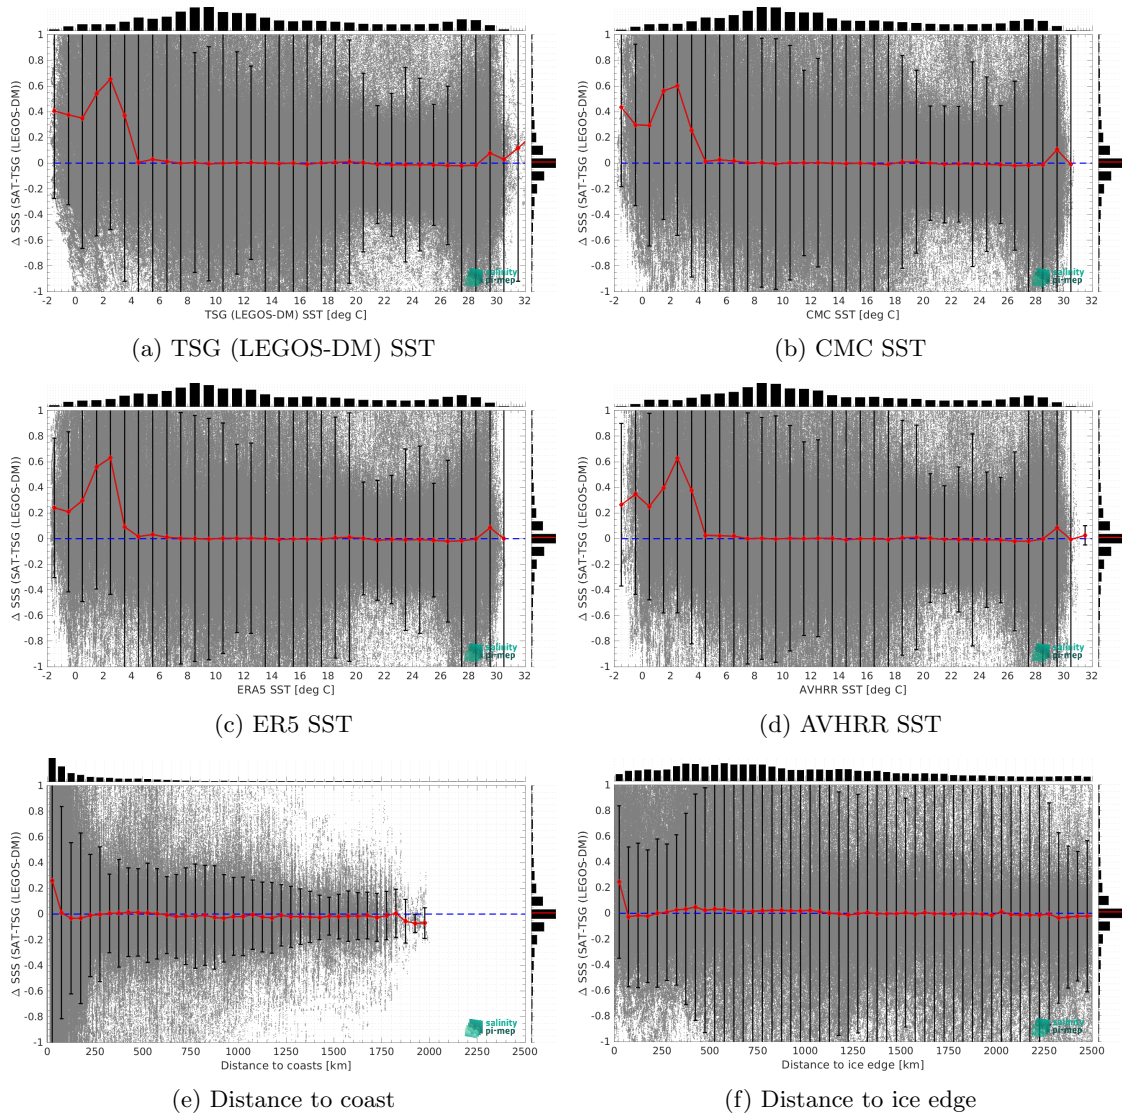 1
0.8
0.6
0.4
0.2
0
-0.2
-0.4
-0.6
-0.8
-1
Δ SSS (SAT-TSG (LEGOS-DM))
-2 0 2 4 6 8 10 12 14 16 18 20 22 24 26 28 30 32
TSG (LEGOS-DM) SST [deg C]
salinity
pi-mep
(a) TSG (LEGOS-DM) SST
1
0.8
0.6
0.4
0.2
0
-0.2
-0.4
-0.6
-0.8
-1
Δ SSS (SAT-TSG (LEGOS-DM))
-2 0 2 4 6 8 10 12 14 16 18 20 22 24 26 28 30 32
CMC SST [deg C]
salinity
pi-mep
(b) CMC SST
1
0.8
0.6
0.4
0.2
0
-0.2
-0.4
-0.6
-0.8
-1
Δ SSS (SAT-TSG (LEGOS-DM))
-2 0 2 4 6 8 10 12 14 16 18 20 22 24 26 28 30 32
ERA5 SST [deg C]
salinity
pi-mep
(c) ER5 SST
1
0.8
0.6
0.4
0.2
0
-0.2
-0.4
-0.6
-0.8
-1
Δ SSS (SAT-TSG (LEGOS-DM))
-2 0 2 4 6 8 10 12 14 16 18 20 22 24 26 28 30 32
AVHRR SST [deg C]
salinity
pi-mep
(d) AVHRR SST
1
0.8
0.6
0.4
0.2
0
-0.2
-0.4
-0.6
-0.8
-1
Δ SSS (SAT-TSG (LEGOS-DM))
0 250 500 750 1000 1250 1500 1750 2000 2250 2500
Distance to coasts [km]
salinity
pi-mep
(e) Distance to coast
1
0.8
0.6
0.4
0.2
0
-0.2
-0.4
-0.6
-0.8
-1
Δ SSS (SAT-TSG (LEGOS-DM))
0 250 500 750 1000 1250 1500 1750 2000 2250 2500
Distance to ice edge [km]
salinity
pi-mep
(f) Distance to ice edge